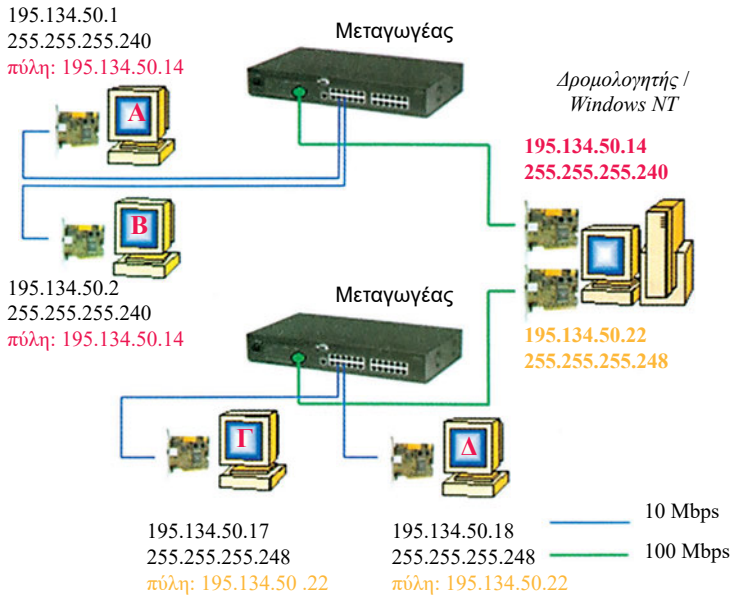 195.134.50.1
255.255.255.240
πύλη: 195.134.50.14
Μεταγωγέας
Α
Δρομολογητής /
Windows NT
195.134.50.14
255.255.255.240
Β
195.134.50.2
255.255.255.240
πύλη: 195.134.50.14
Μεταγωγέας
195.134.50.22
255.255.255.248
Γ
Δ
195.134.50.17
255.255.255.248
πύλη: 195.134.50 .22
195.134.50.18
255.255.255.248
πύλη: 195.134.50.22
10 Mbps
100 Mbps